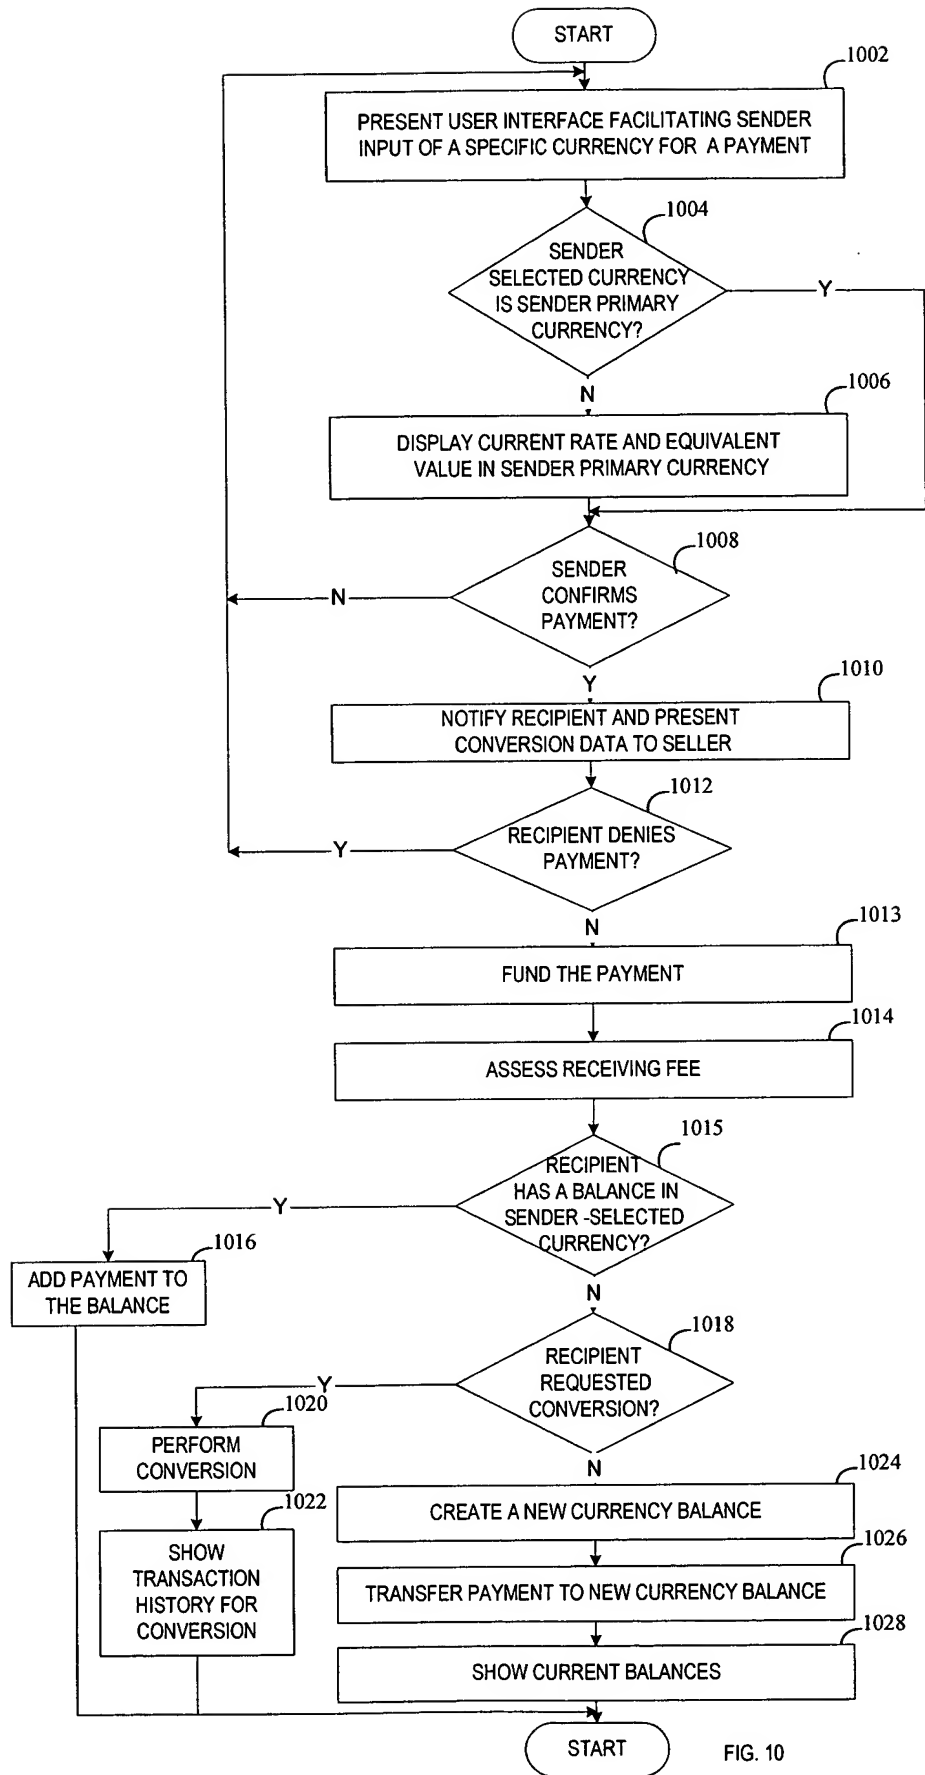 START
1002
PRESENT USER INTERFACE FACILITATING SENDER
INPUT OF A SPECIFIC CURRENCY FOR A PAYMENT
1004
SENDER
SELECTED CURRENCY
IS SENDER PRIMARY
CURRENCY?
Y
N
1006
DISPLAY CURRENT RATE AND EQUIVALENT
VALUE IN SENDER PRIMARY CURRENCY
1008
SENDER
CONFIRMS
PAYMENT?
N
Y
1010
NOTIFY RECIPIENT AND PRESENT
CONVERSION DATA TO SELLER
1012
RECIPIENT DENIES
PAYMENT?
Y
N
1013
FUND THE PAYMENT
1014
ASSESS RECEIVING FEE
1015
RECIPIENT
HAS A BALANCE IN
SENDER -SELECTED
CURRENCY?
Y
1016
ADD PAYMENT TO
THE BALANCE
N
1018
RECIPIENT
REQUESTED
CONVERSION?
Y
1020
PERFORM
CONVERSION
N
1024
CREATE A NEW CURRENCY BALANCE
1022
SHOW
TRANSACTION
HISTORY FOR
CONVERSION
1026
TRANSFER PAYMENT TO NEW CURRENCY BALANCE
1028
SHOW CURRENT BALANCES
START
FIG. 10